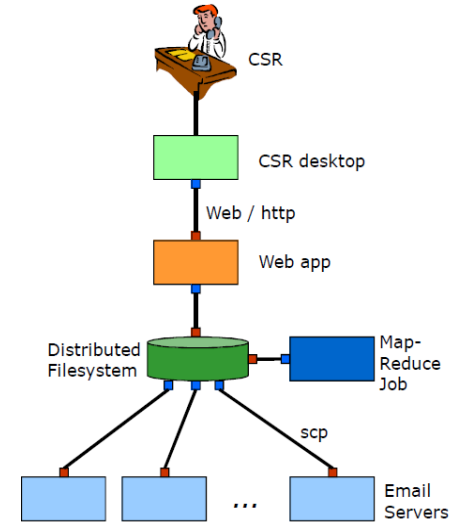 CSR
CSR desktop
Web / http
Web app
Distributed
Filesystem
Map-
Reduce
Job
scp
...
Email
Servers